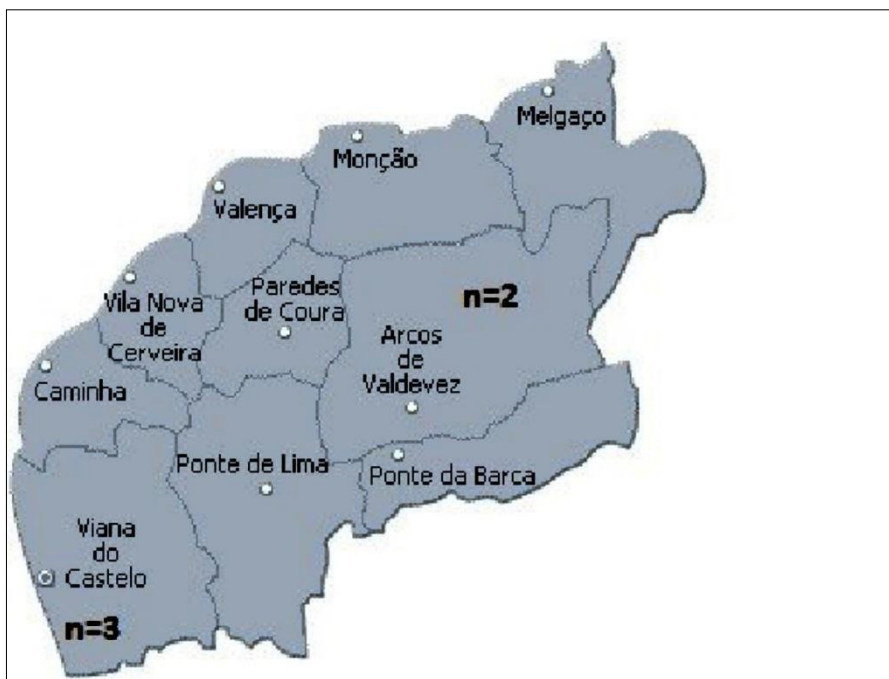 Melgaço
Monção
Valença
Vila Nova
de
Cerveira
Paredes
de Coura
n=2
Arcos
de
Valdevez
Caminha
Ponte de Lima
Ponte da Barca
Viana
do
Castelo
n=3